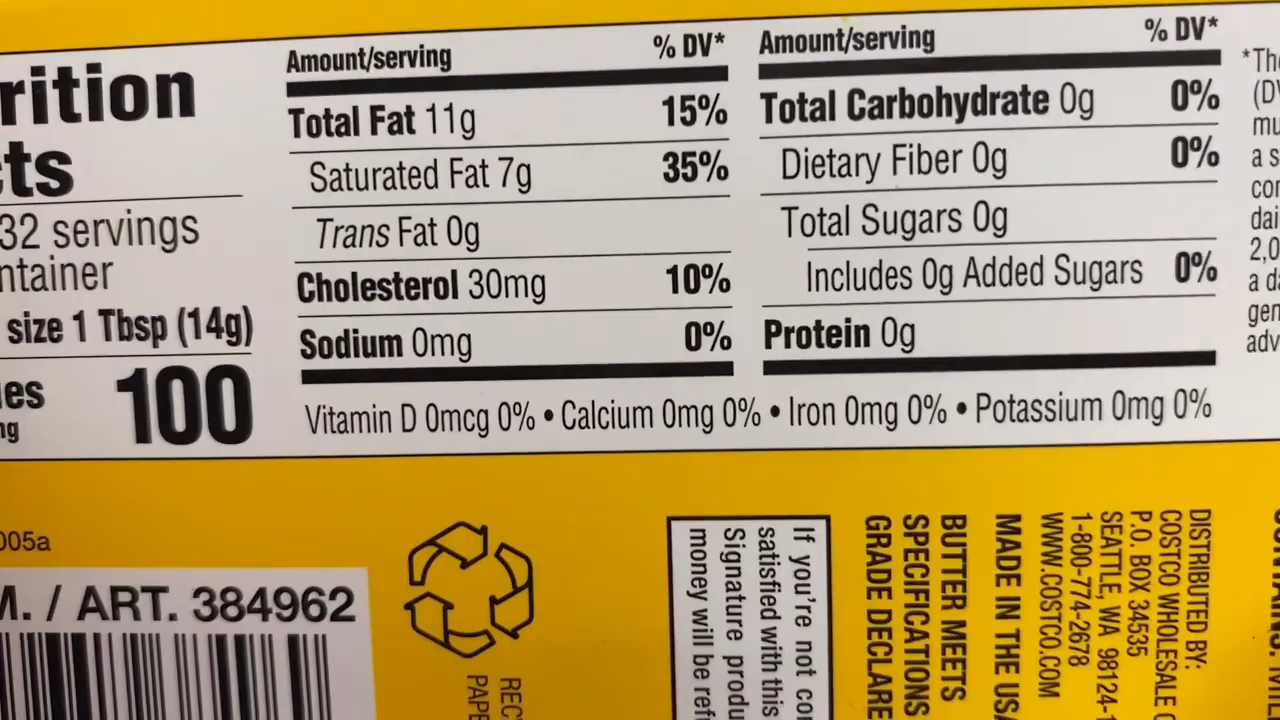 Amount/serving % DV*
Total Fat 11g 15%
Saturated Fat 7g 35%
Trans Fat 0g
Cholesterol 30mg 10%
Sodium 0mg 0%
Amount/serving % DV*
Total Carbohydrate 0g 0%
Dietary Fiber 0g 0%
Total Sugars 0g
Includes 0g Added Sugars 0%
Protein 0g
Vitamin D 0mcg 0% • Calcium 0mg 0% • Iron 0mg 0% • Potassium 0mg 0%
rition
cts
32 servings
ntainer
size 1 Tbsp (14g)
ies 100
ng
*The
(DV
mu
a s
con
dai
2,0
a da
gen
adv
005a
M. / ART. 384962
If you're not
satisfied with this
Signature produ
money will be ref
BUTTER MEETS
SPECIFICATIONS
GRADE DECLARE
MADE IN THE USA
DISTRIBUTED BY:
COSTCO WHOLESALE C
P.O. BOX 34535
SEATTLE, WA 98124-1
1-800-774-2678
WWW.COSTCO.COM